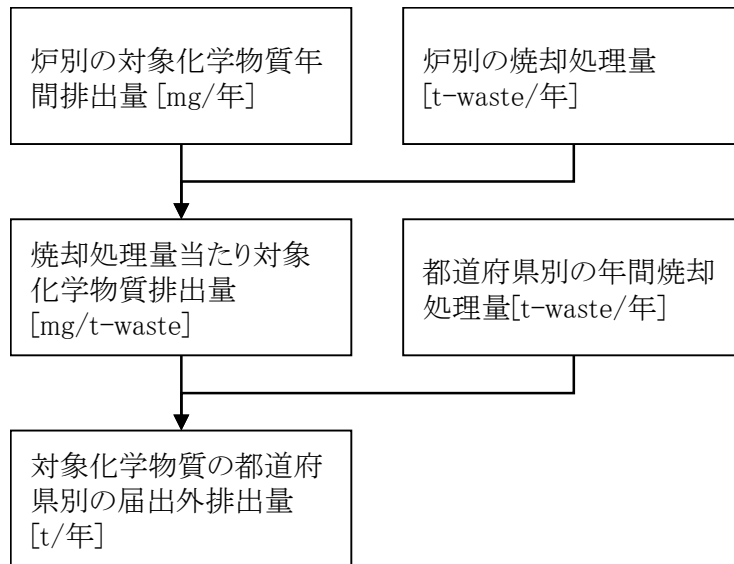 炉別の対象化学物質年
間排出量 [mg/年]
炉別の焼却処理量
[t-waste/年]
焼却処理量当たり対象
化学物質排出量
[mg/t-waste]
都道府県別の年間焼却
処理量[t-waste/年]
対象化学物質の都道府
県別の届出外排出量
[t/年]